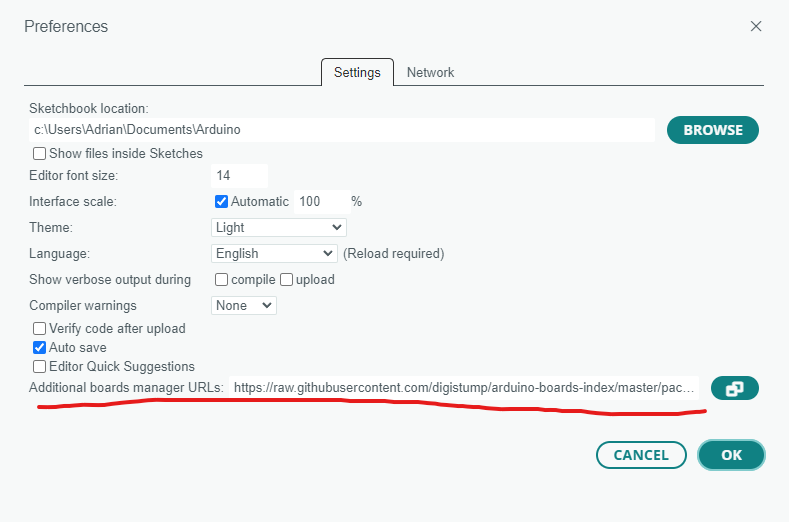 Preferences
Settings Network
Sketchbook location:
c:\Users\Adrian\Documents\Arduino BROWSE
Show files inside Sketches
Editor font size: 14
Interface scale: Automatic 100 %
Theme: Light
Language: English (Reload required)
Show verbose output during compile upload
Compiler warnings None
Verify code after upload
Auto save
Editor Quick Suggestions
Additional boards manager URLs: https://raw.githubusercontent.com/digistump/arduino-boards-index/master/pac...
CANCEL OK